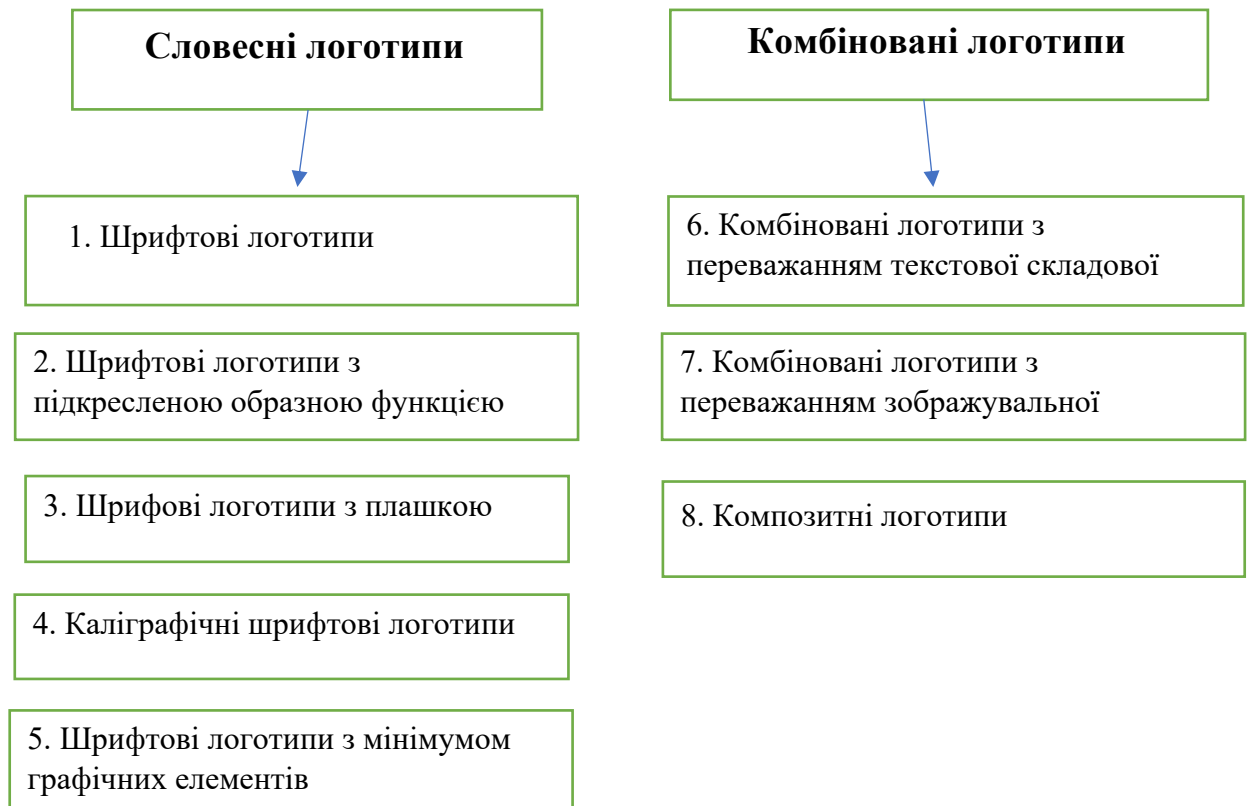 Словесні логотипи
1. Шрифтові логотипи
2. Шрифтові логотипи з
підкресленою образною функцією
3. Шрифові логотипи з плашкою
4. Каліграфічні шрифтові логотипи
5. Шрифтові логотипи з мінімумом
графічних елементів
Комбіновані логотипи
6. Комбіновані логотипи з
переважанням текстової складової
7. Комбіновані логотипи з
переважанням зображувальної
8. Композитні логотипи